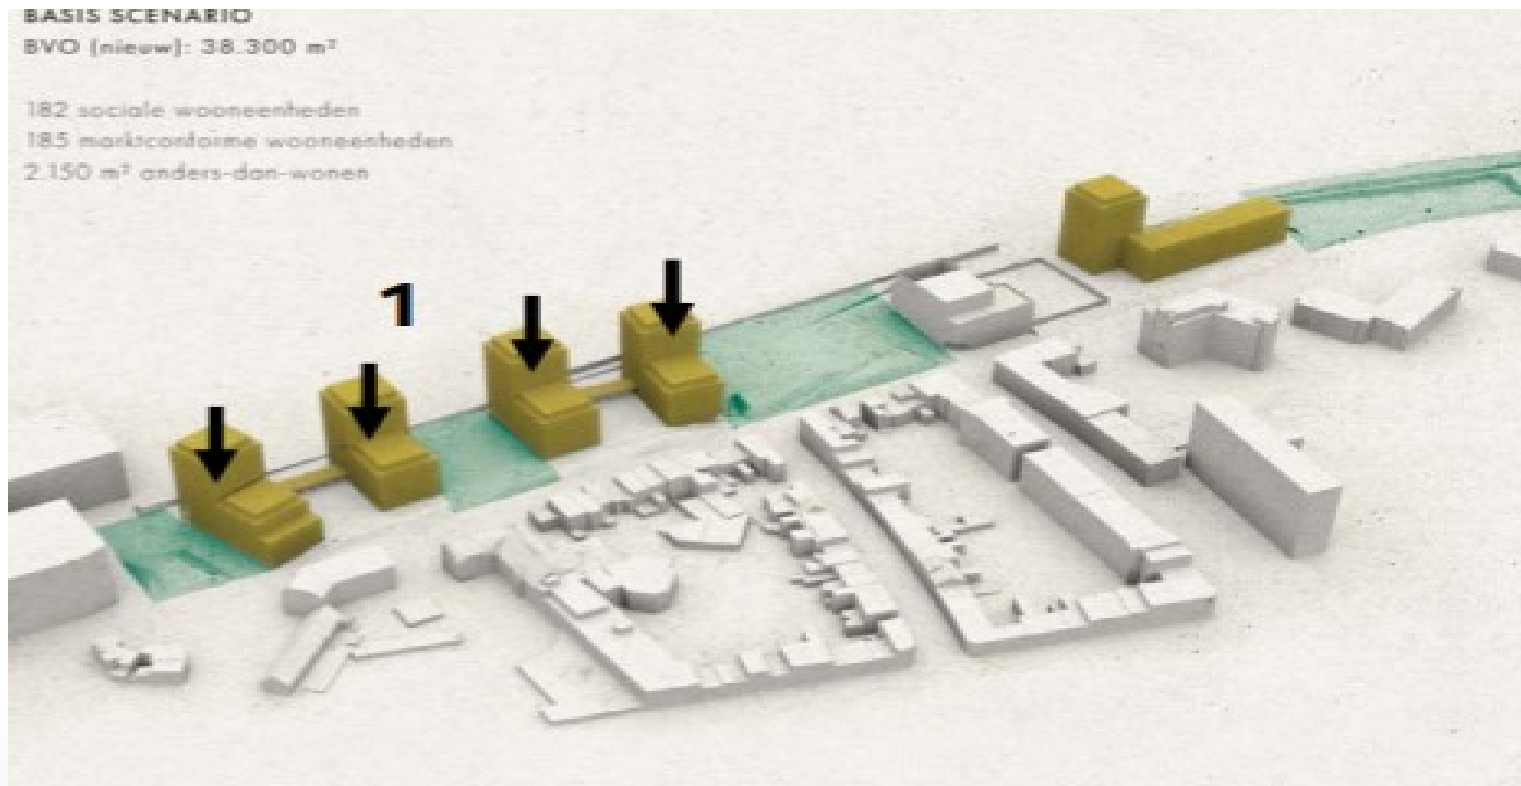 BASIS SCENARIO
BVO (nieuw): 38.300 m²
182 sociale wooneenheden
185 marktconforme wooneenheden
2.150 m² anders-dan-wonen
1